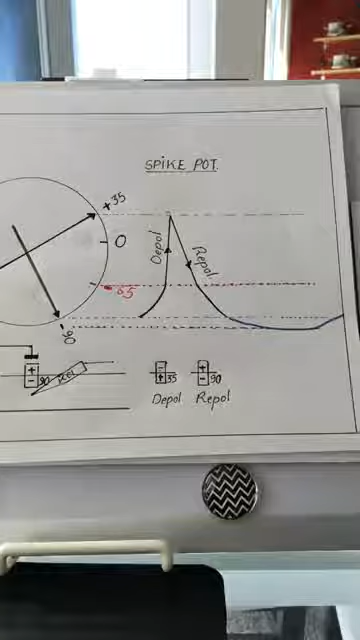 SPIKE POT.
+35
0
-65
-90
Depol
Repol.
+
-
90
-
+
35
+
-
90
Depol
Repol